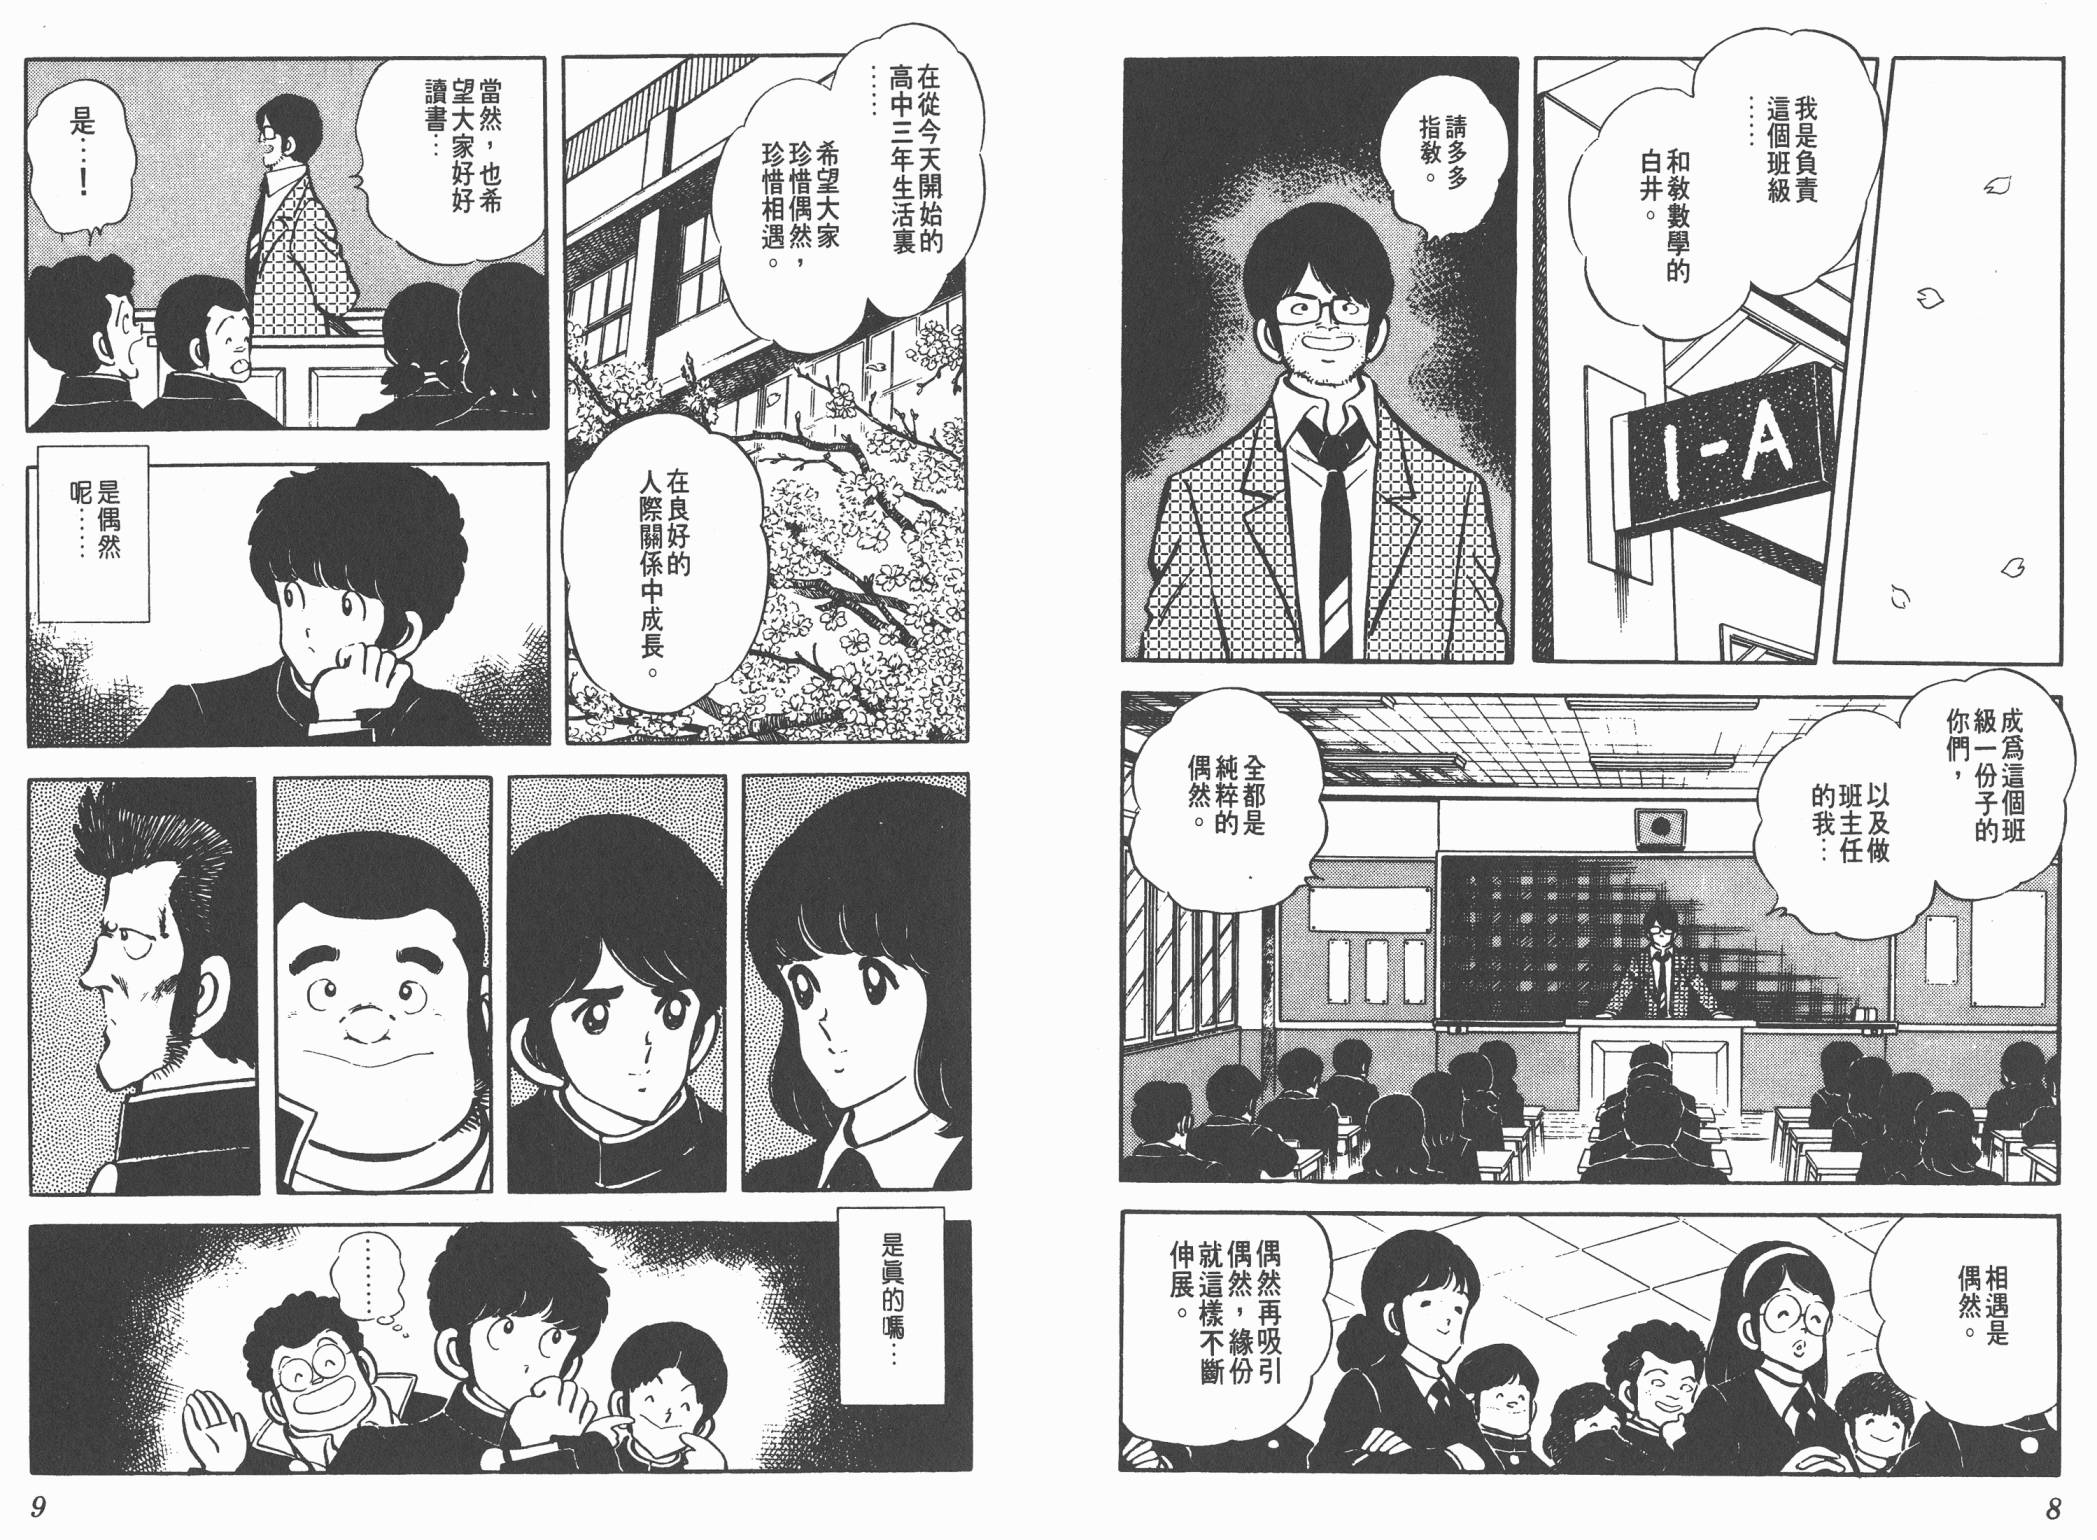 我是負責
這個班級
……
和教數學的
白井。
1-A
請多多
指教。
成爲這個班
級一份子的
你們，
以及做
班主任
的我…
全都是
純粹的
偶然。
相遇是
偶然。
偶然再吸引
偶然，緣份
就這樣不斷
伸展。
8
在從今天開始的
高中三年生活裏
……
希望大家
珍惜偶然，
珍惜相遇。
在良好的
人際關係中成長。
當然，也希
望大家好好
讀書…
是…！
是偶然
呢……
是眞的嗎…
………
9